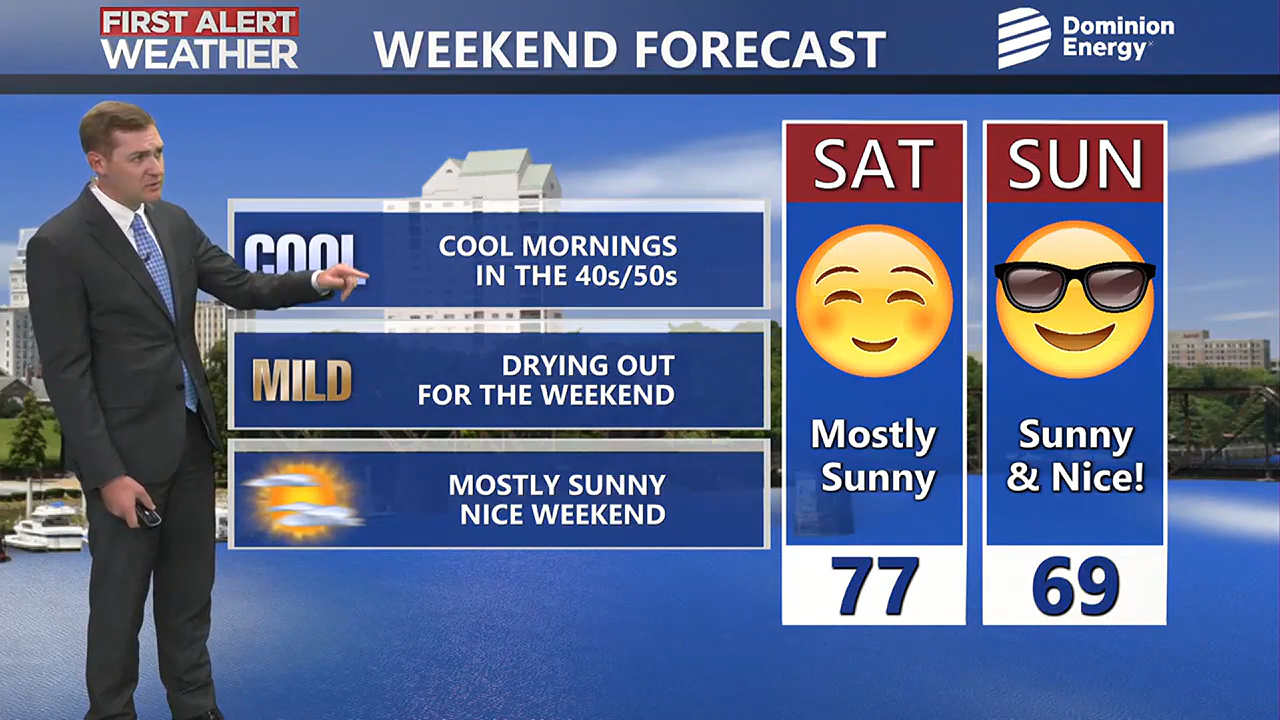 FIRST ALERT
WEATHER
WEEKEND FORECAST
Dominion
Energy®
COOL
COOL MORNINGS
IN THE 40s/50s
MILD
DRYING OUT
FOR THE WEEKEND
MOSTLY SUNNY
NICE WEEKEND
SAT
Mostly
Sunny
77
SUN
Sunny
& Nice!
69